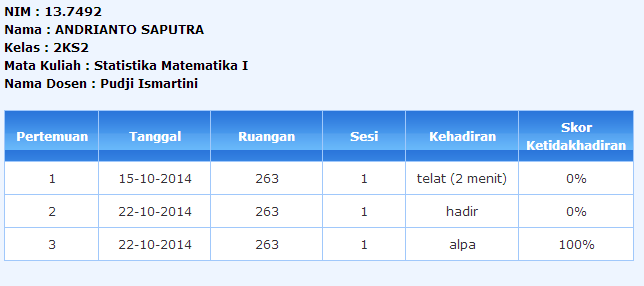 NIM : 13.7492
Nama : ANDRIANTO SAPUTRA
Kelas : 2KS2
Mata Kuliah : Statistika Matematika I
Nama Dosen : Pudji Ismartini
Pertemuan Tanggal Ruangan Sesi Kehadiran Skor Ketidakhadiran
1 15-10-2014 263 1 telat (2 menit) 0%
2 22-10-2014 263 1 hadir 0%
3 22-10-2014 263 1 alpa 100%